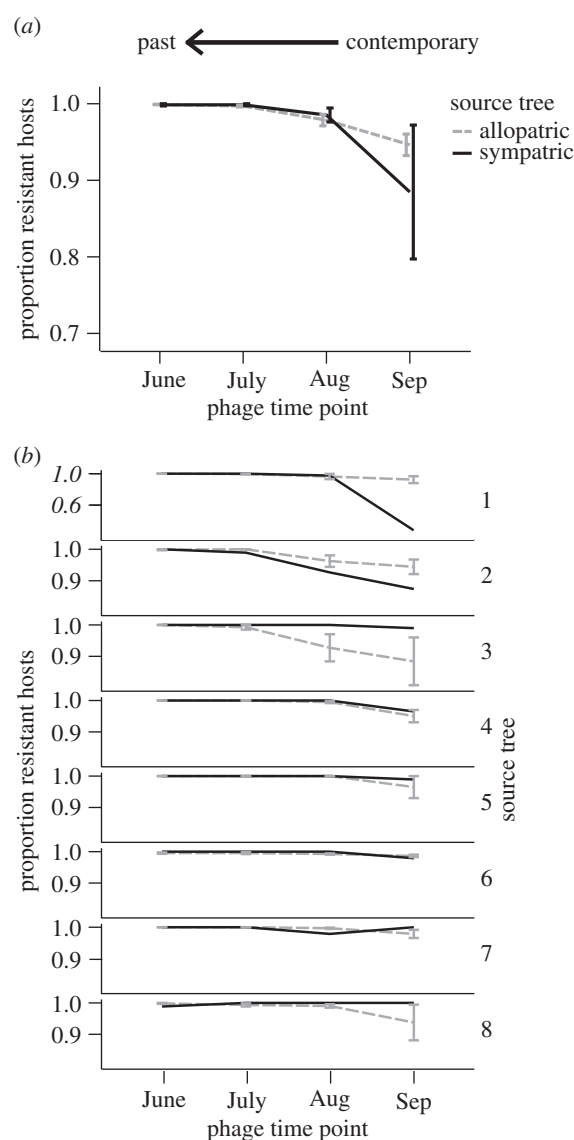 (a)
past contemporary
source tree
allopatric
sympatric
proportion resistant hosts
1.0
0.9
0.8
0.7
June July Aug Sep
phage time point
(b)
proportion resistant hosts
source tree
1.0
0.6
1
1.0
0.9
2
1.0
0.9
3
1.0
0.9
4
1.0
0.9
5
1.0
0.9
6
1.0
0.9
7
1.0
0.9
8
June July Aug Sep
phage time point